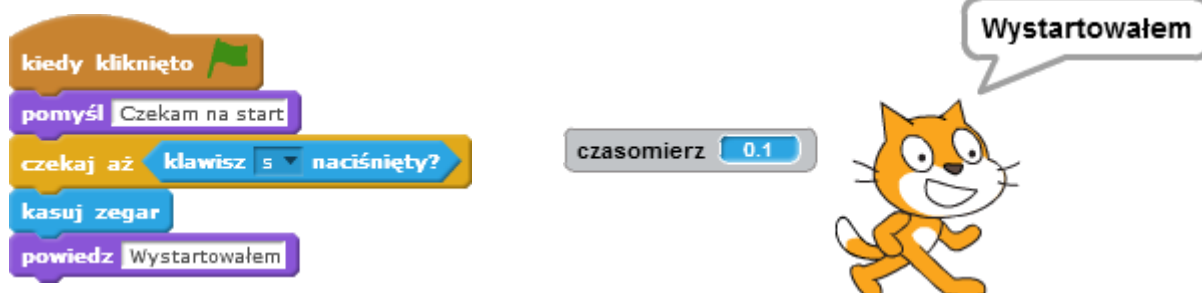 kiedy kliknięto
pomyśl Czekam na start
czekaj aż klawisz s naciśnięty?
kasuj zegar
powiedz Wystartowałem
czasomierz 0.1
Wystartowałem